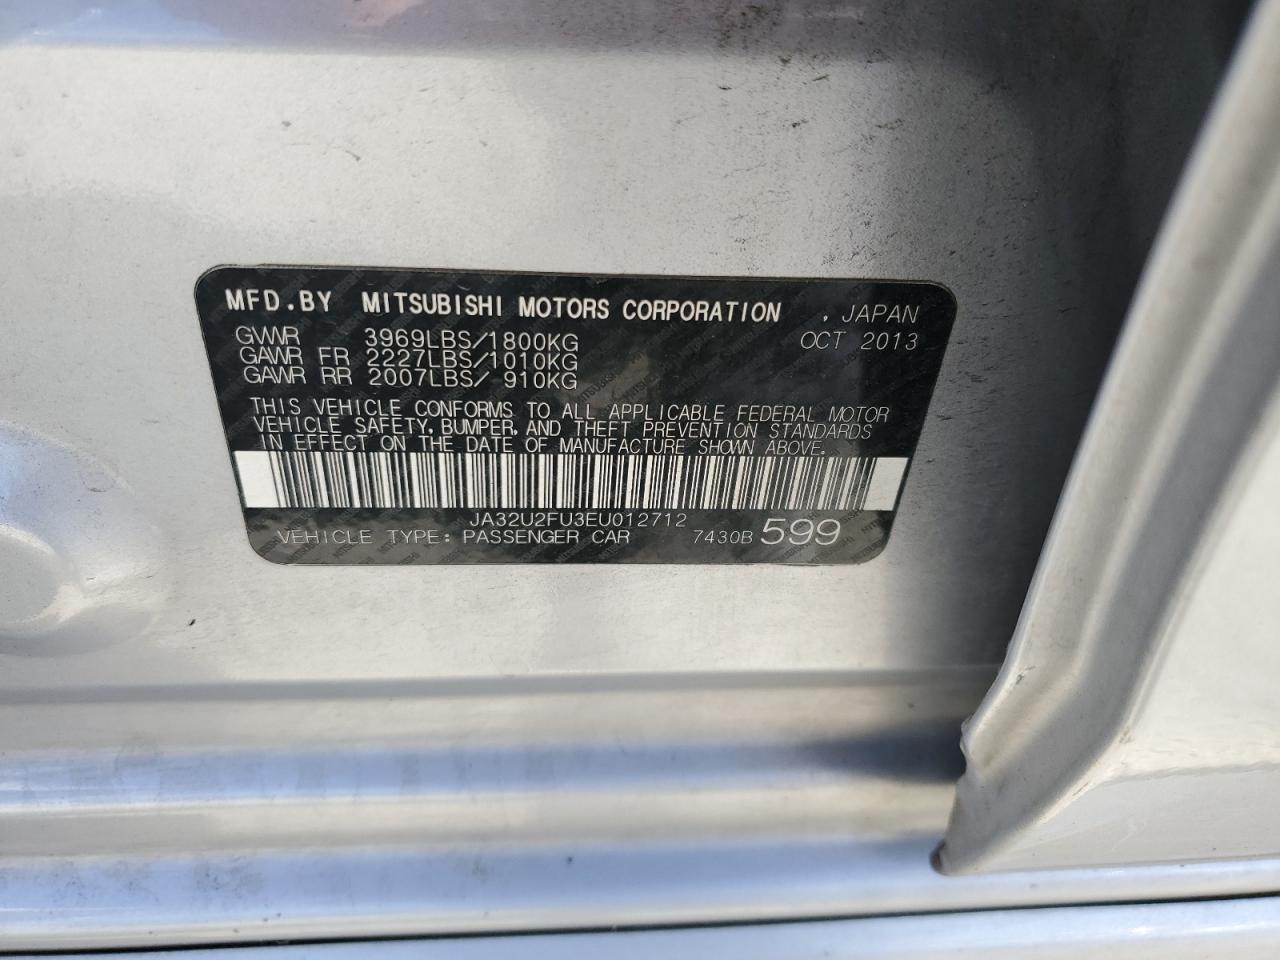 MFD.BY MITSUBISHI MOTORS CORPORATION , JAPAN
GVWR 3969LBS/1800KG OCT 2013
GAWR FR 2227LBS/1010KG
GAWR RR 2007LBS/ 910KG
THIS VEHICLE CONFORMS TO ALL APPLICABLE FEDERAL MOTOR
VEHICLE SAFETY, BUMPER, AND THEFT PREVENTION STANDARDS
IN EFFECT ON THE DATE OF MANUFACTURE SHOWN ABOVE.
JA32U2FU3EU012712
VEHICLE TYPE: PASSENGER CAR 7430B 599